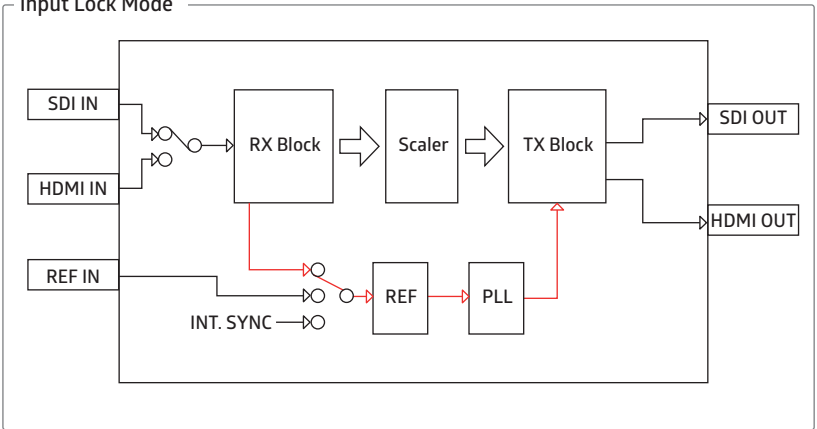 Input Lock Mode
SDI IN
HDMI IN
REF IN
INT. SYNC
RX Block
Scaler
TX Block
REF
PLL
SDI OUT
HDMI OUT